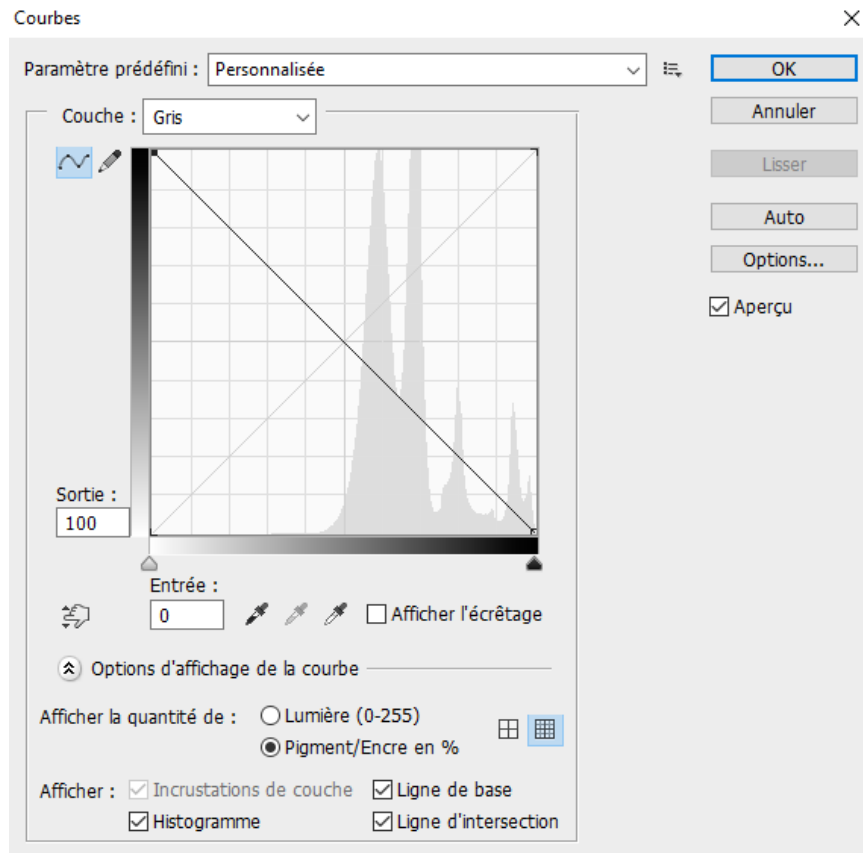 Courbes
Paramètre prédéfini : Personnalisée
OK
Couche : Gris
Annuler
Lisser
Auto
Options...
Aperçu
Sortie :
100
Entrée :
0
Afficher l'écrêtage
Options d'affichage de la courbe
Afficher la quantité de : Lumière (0-255)
Pigment/Encre en %
Afficher : Incrustations de couche Ligne de base
Histogramme Ligne d'intersection